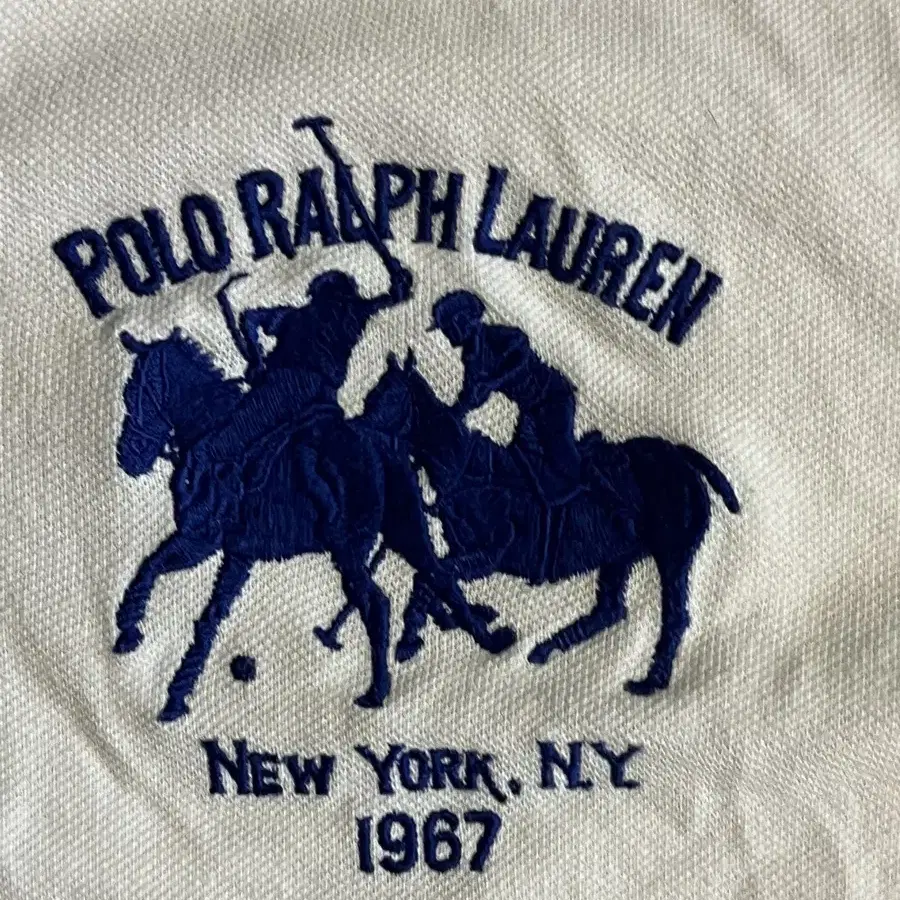 POLO RALPH LAUREN
NEW YORK, N.Y.
1967